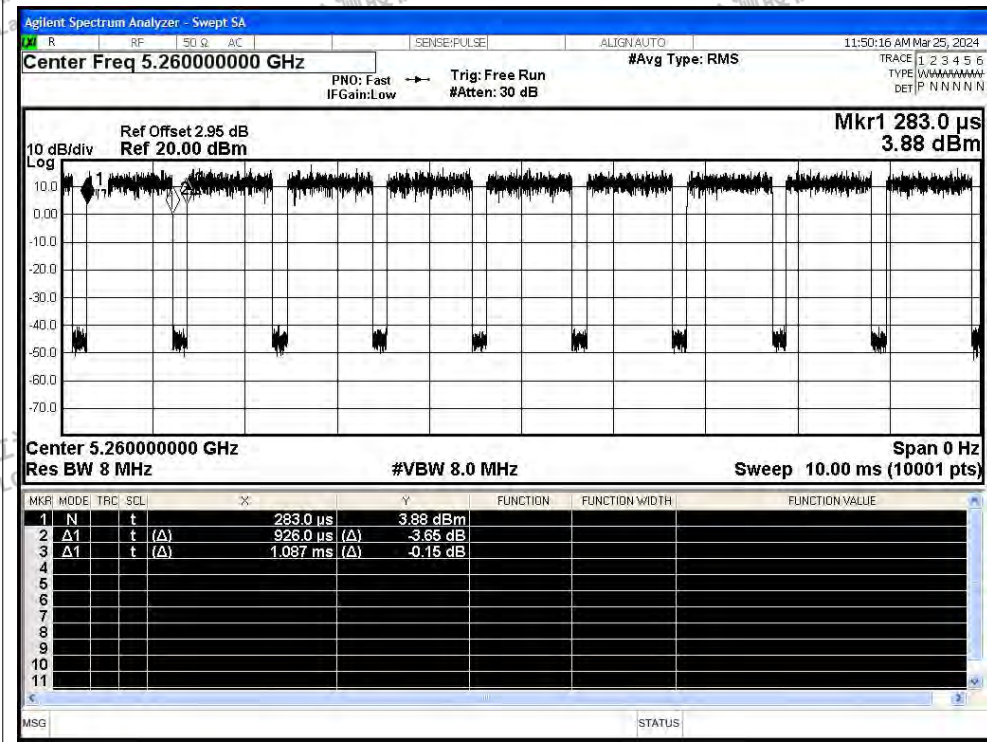 Agilent Spectrum Analyzer - Swept SA
R RF 50 Ω AC SENSE:PULSE ALIGN AUTO 11:50:16 AM Mar 25, 2024
Center Freq 5.260000000 GHz #Avg Type: RMS TRACE 1 2 3 4 5 6
PNO: Fast Trig: Free Run TYPE
IFGain:Low #Atten: 30 dB DET P N N N N N
Mkr1 283.0 µs
3.88 dBm
Ref Offset 2.95 dB
10 dB/div Ref 20.00 dBm
Log
10.0
0.00
-10.0
-20.0
-30.0
-40.0
-50.0
-60.0
-70.0
1
Center 5.260000000 GHz Span 0 Hz
Res BW 8 MHz #VBW 8.0 MHz Sweep 10.00 ms (10001 pts)
MKR MODE TRC SCL X Y FUNCTION FUNCTION WIDTH FUNCTION VALUE
1 N t 283.0 µs 3.88 dBm
2 Δ1 t (Δ) 926.0 µs (Δ) -3.65 dB
3 Δ1 t (Δ) 1.087 ms (Δ) -0.15 dB
4
5
6
7
8
9
10
11
MSG STATUS